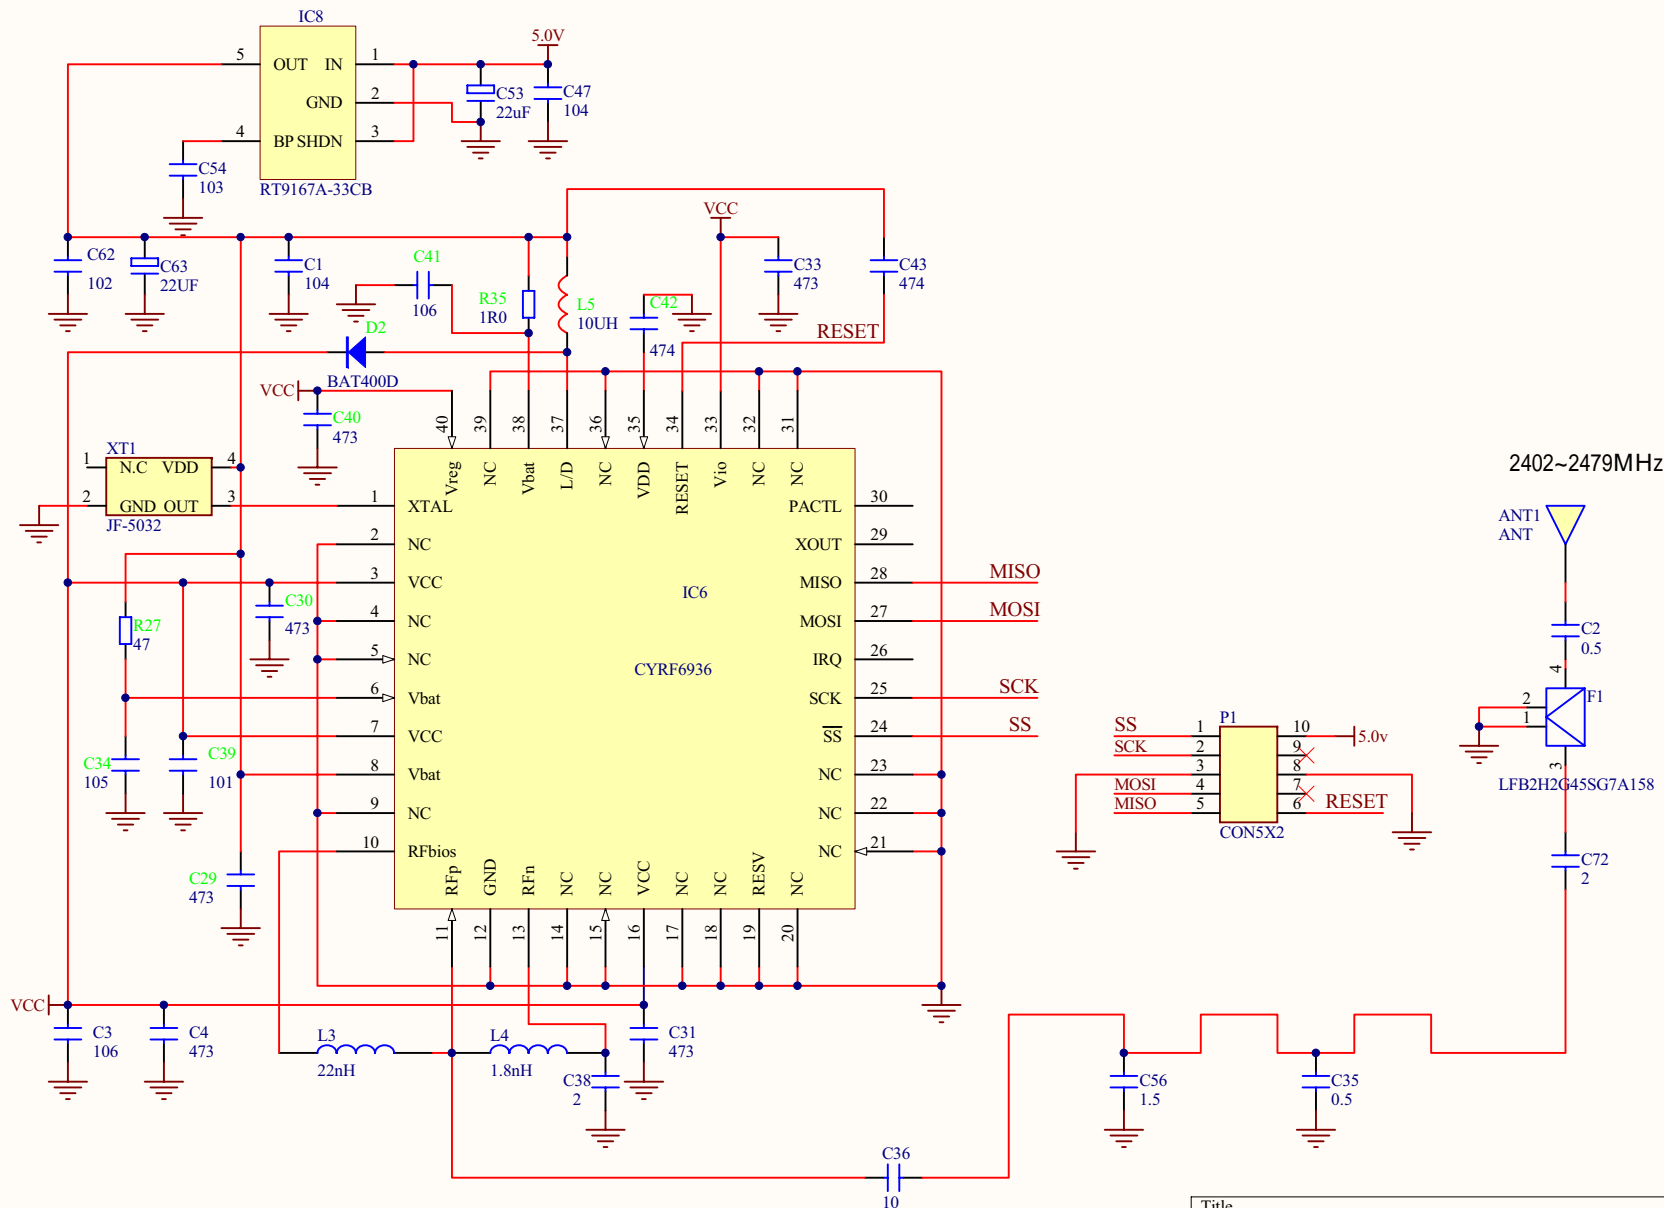 IC8
5.0V
5 OUT IN 1
GND 2
4 BP SHDN 3
RT9167A-33CB
C53
22uF
C47
104
C54
103
C62
102
C63
22UF
C1
104
C41
106
R35
1R0
L5
10UH
C42
474
VCC
C33
473
C43
474
RESET
D2
BAT400D
VCC
C40
473
40 39 38 37 36 35 34 33 32 31
Vreg NC Vbat L/D NC VDD RESET Vio NC NC
XT1
1 N.C VDD 4
2 GND OUT 3
JF-5032
1 XTAL
2 NC
3 VCC
4 NC
5 NC
6 Vbat
7 VCC
8 Vbat
9 NC
10 RFbios
IC6
CYRF6936
PACTL 30
XOUT 29
MISO 28 MISO
MOSI 27 MOSI
IRQ 26
SCK 25 SCK
SS 24 SS
NC 23
NC 22
NC 21
RFp GND RFn NC NC VCC NC NC RESV NC
11 12 13 14 15 16 17 18 19 20
C30
473
R27
47
C34
105
C39
101
C29
473
VCC
C3
106
C4
473
L3
22nH
L4
1.8nH
C38
2
C31
473
C36
10
C56
1.5
C35
0.5
2402~2479MHz
ANT1
ANT
C2
0.5
4
F1
2
1
3
LFB2H2G45SG7A158
C72
2
P1
SS 1 10 5.0v
SCK 2 9
3 8
MOSI 4 7
MISO 5 6 RESET
CON5X2
Title